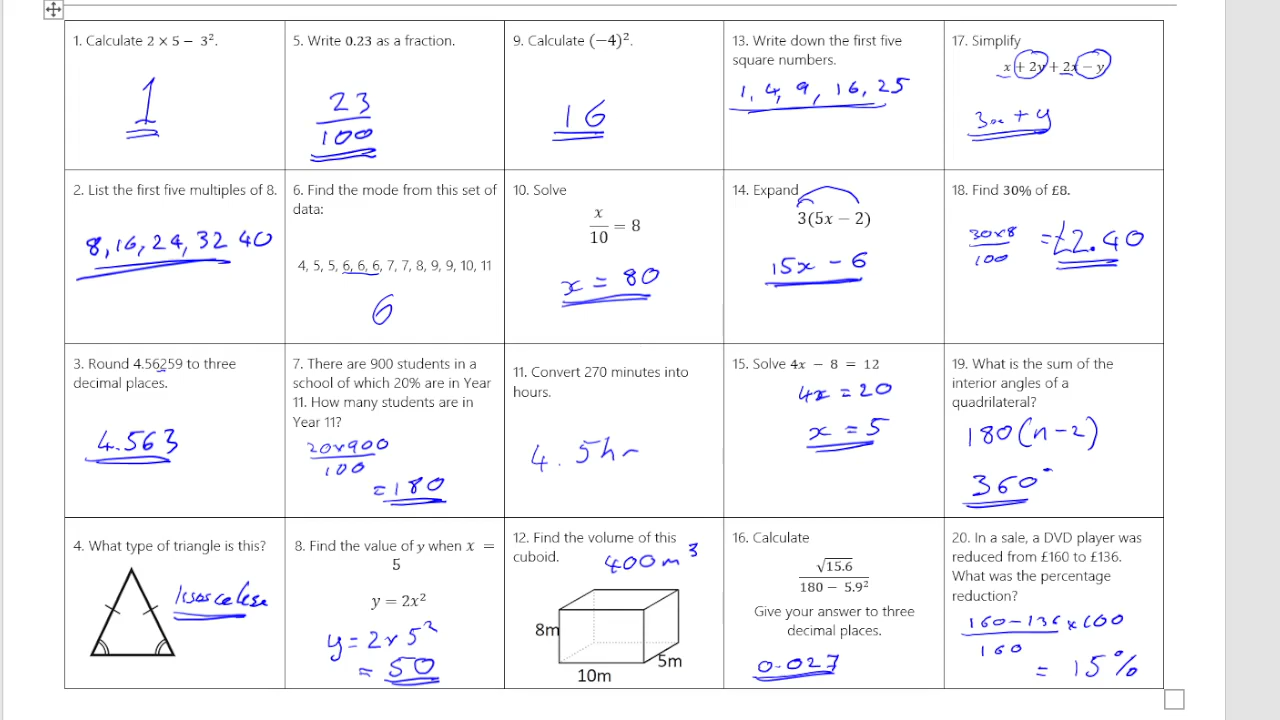 1. Calculate 2 × 5 − 3².
1
2. List the first five multiples of 8.
8, 16, 24, 32 40
3. Round 4.56259 to three
decimal places.
4.563
4. What type of triangle is this?
Isoscelese
5. Write 0.23 as a fraction.
23
100
6. Find the mode from this set of
data:
4, 5, 5, 6, 6, 6, 7, 7, 8, 9, 9, 10, 11
6
7. There are 900 students in a
school of which 20% are in Year
11. How many students are in
Year 11?
20×900
100
= 180
8. Find the value of y when x =
5
y = 2x²
y = 2×5²
= 50
9. Calculate (−4)².
16
10. Solve
x
10
= 8
x = 80
11. Convert 270 minutes into
hours.
4.5hr
12. Find the volume of this
cuboid.
400m³
8m
5m
10m
13. Write down the first five
square numbers.
1, 4, 9, 16, 25
14. Expand
3(5x − 2)
15x − 6
15. Solve 4x − 8 = 12
4x = 20
x = 5
16. Calculate
√15.6
180 − 5.9²
Give your answer to three
decimal places.
0.027
17. Simplify
x + 2y + 2x − y
3x + y
18. Find 30% of £8.
30×8
100
= £2.40
19. What is the sum of the
interior angles of a
quadrilateral?
180(n−2)
360°
20. In a sale, a DVD player was
reduced from £160 to £136.
What was the percentage
reduction?
160−136 × 100
160
= 15%